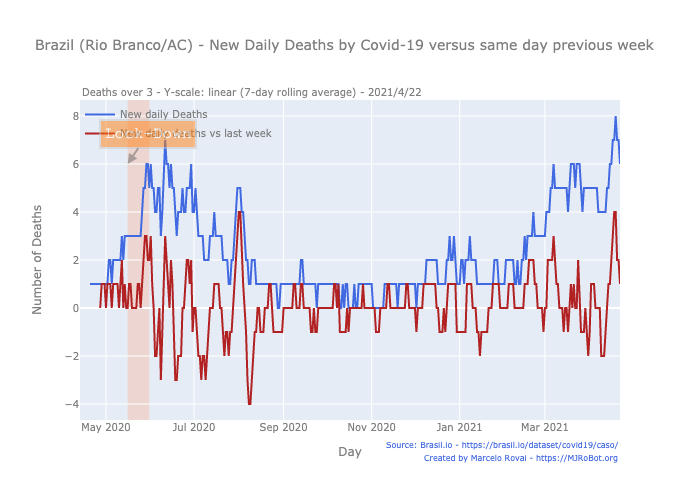 Brazil (Rio Branco/AC) - New Daily Deaths by Covid-19 versus same day previous week
Deaths over 3 - Y-scale: linear (7-day rolling average) - 2021/4/22
New daily Deaths
New daily Deaths vs last week
Lock Down
Number of Deaths
8
6
4
2
0
−2
−4
May 2020
Jul 2020
Sep 2020
Nov 2020
Jan 2021
Mar 2021
Day
Source: Brasil.io - https://brasil.io/dataset/covid19/caso/
Created by Marcelo Rovai - https://MJRoBot.org